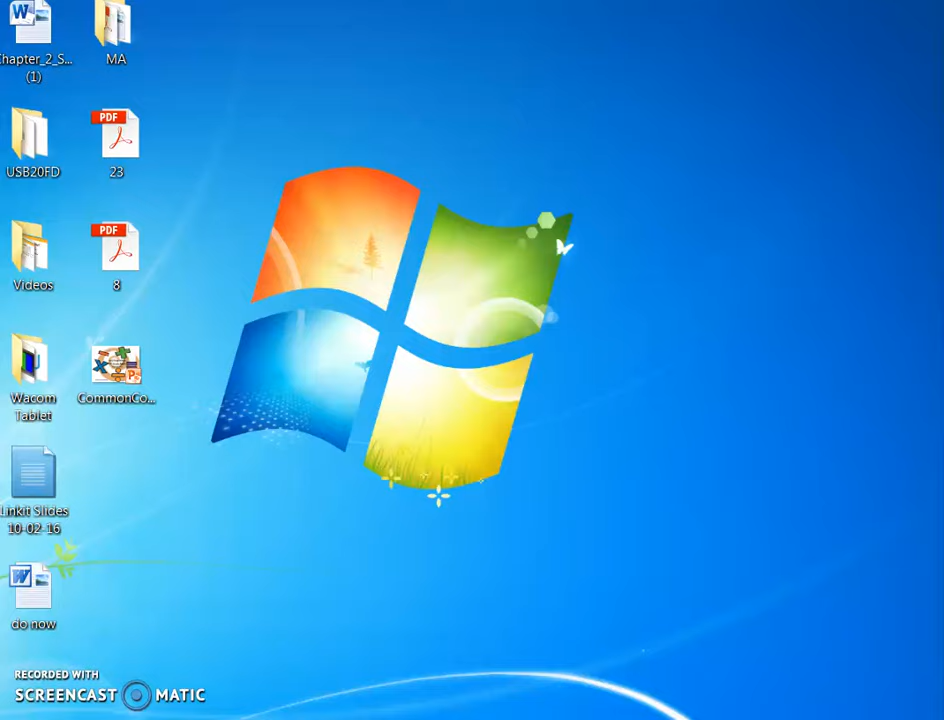 Chapter_2_S...
(1)
MA
USB20FD
PDF
23
Videos
PDF
8
Wacom
Tablet
CommonCo...
Linkit Slides
10-02-16
do now
RECORDED WITH
SCREENCAST MATIC